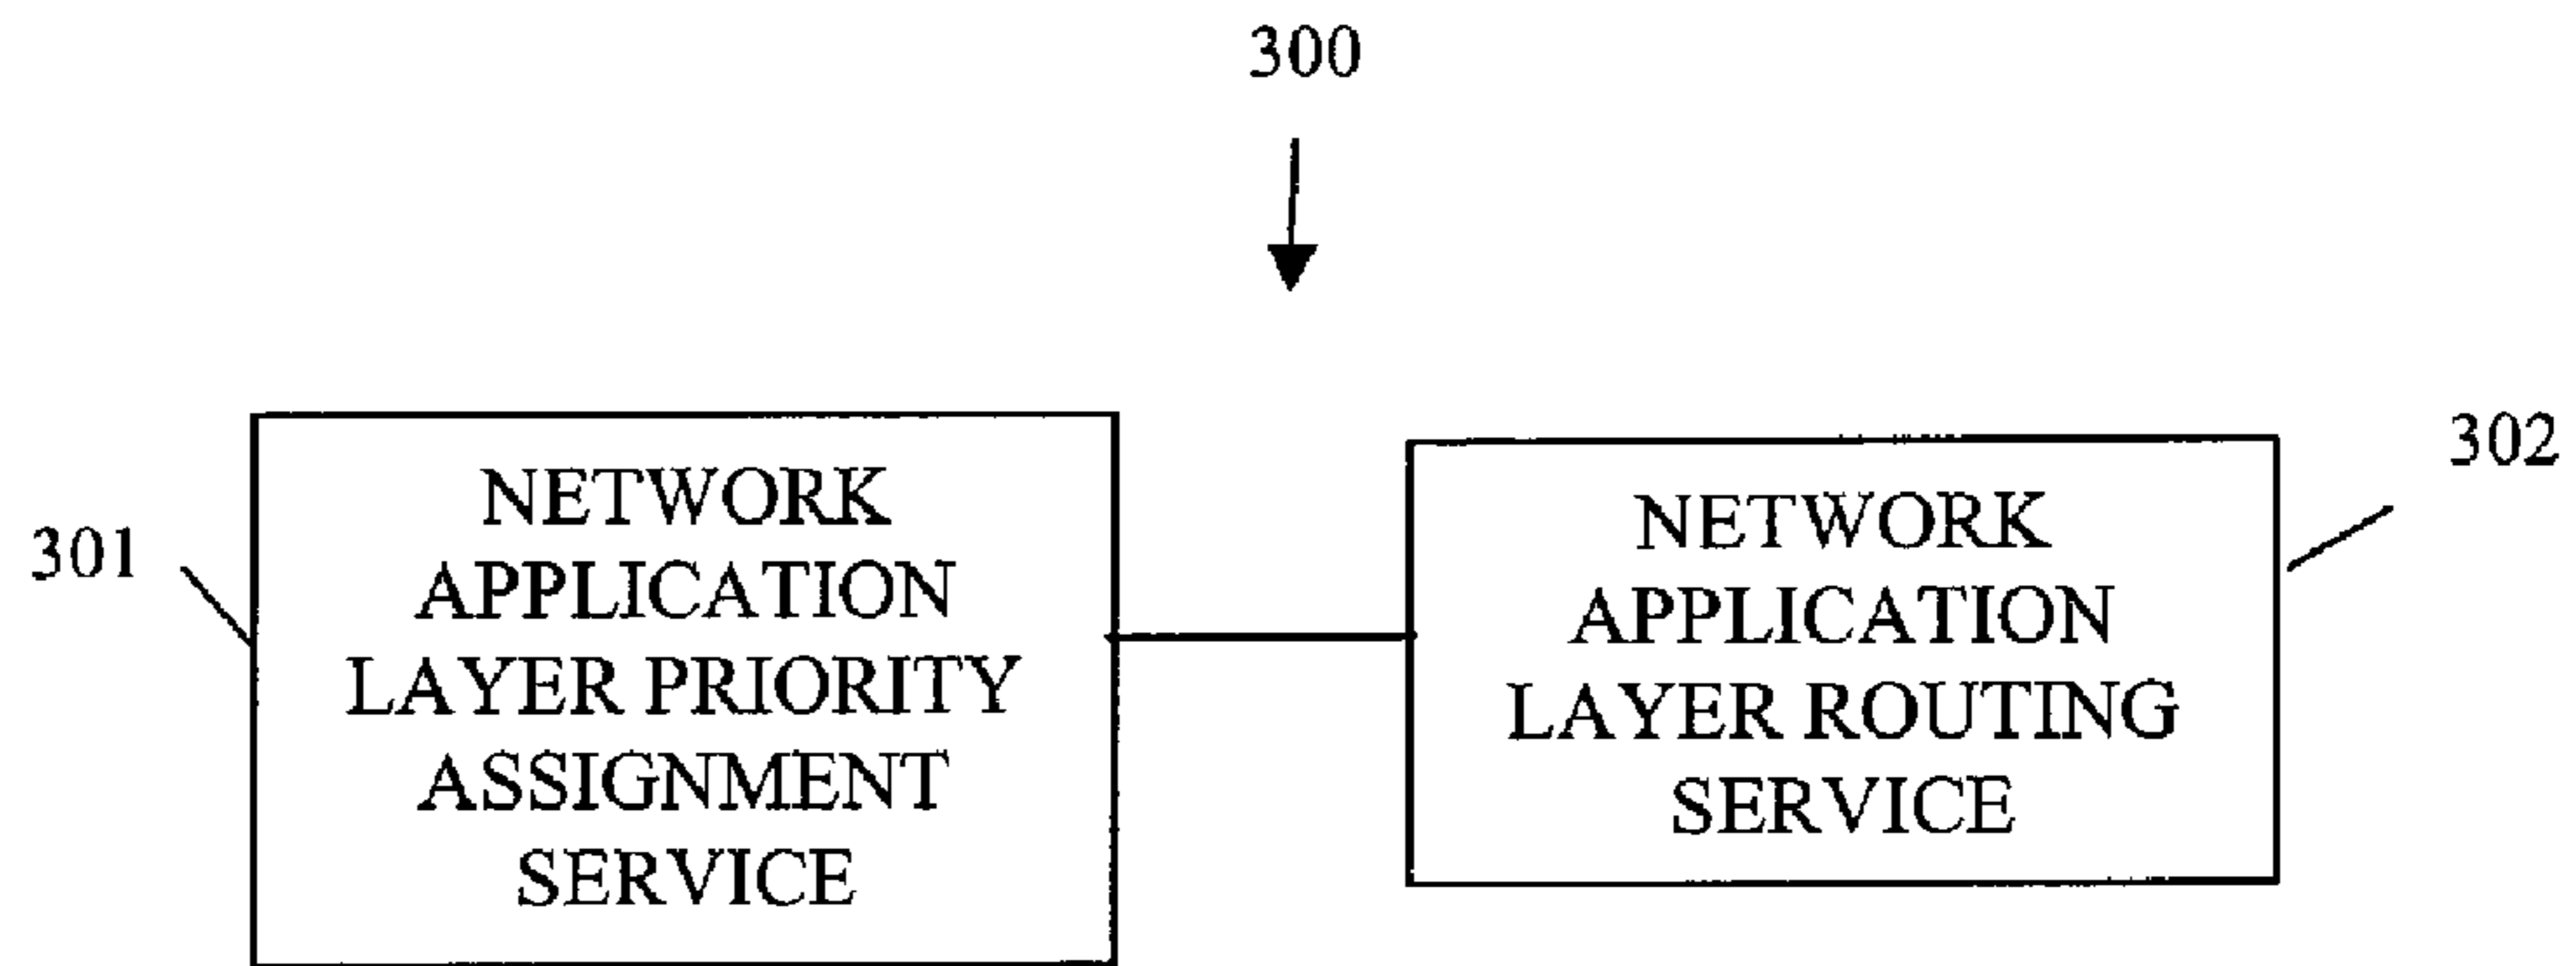 300
301
NETWORK
APPLICATION
LAYER PRIORITY
ASSIGNMENT
SERVICE
NETWORK
APPLICATION
LAYER ROUTING
SERVICE
302